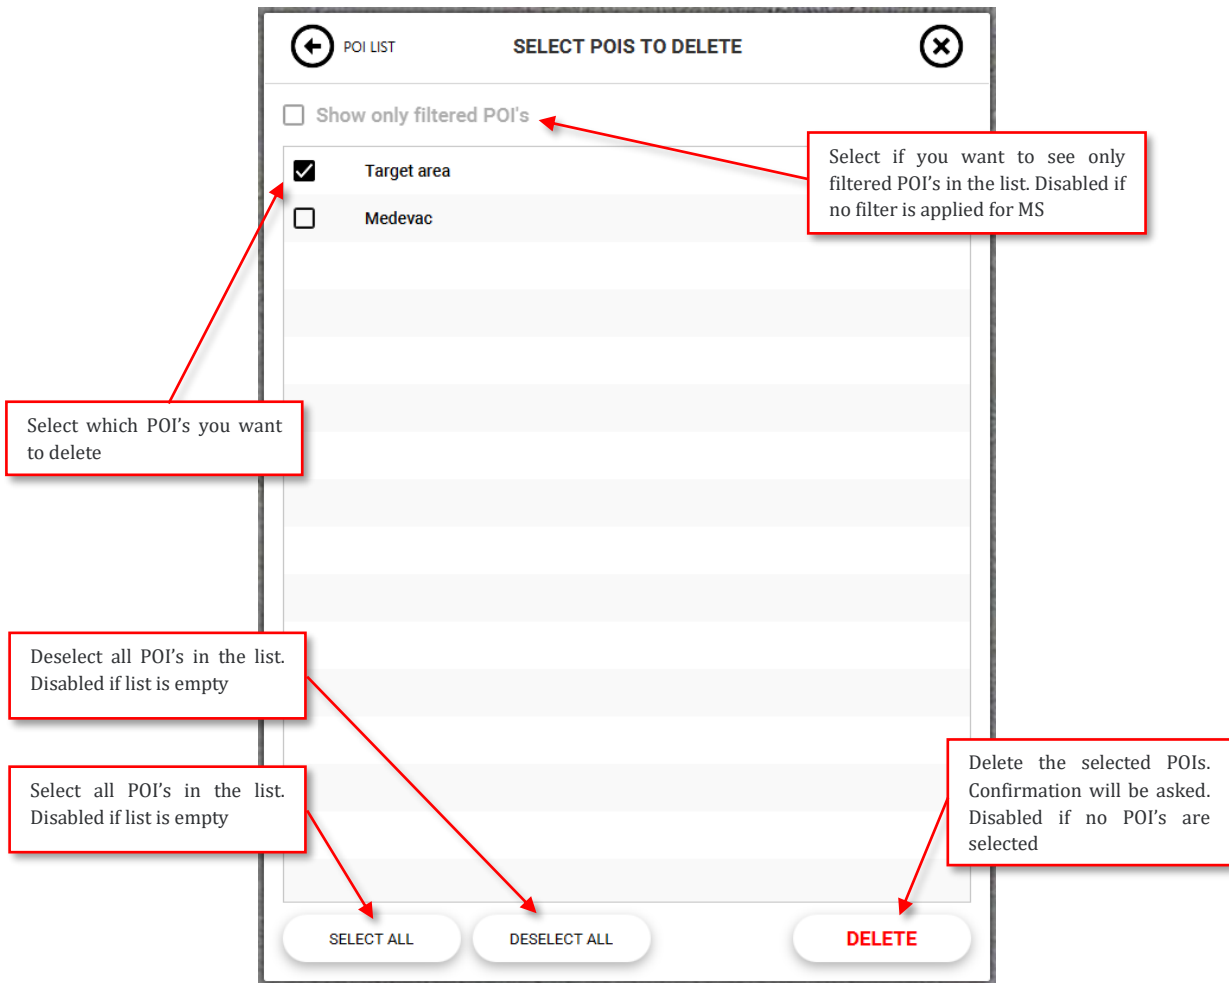 POI LIST
SELECT POIS TO DELETE
Show only filtered POI's
Select if you want to see only
filtered POI’s in the list. Disabled if
no filter is applied for MS
Target area
Medevac
Select which POI’s you want
to delete
Deselect all POI’s in the list.
Disabled if list is empty
Select all POI’s in the list.
Disabled if list is empty
Delete the selected POIs.
Confirmation will be asked.
Disabled if no POI’s are
selected
SELECT ALL
DESELECT ALL
DELETE